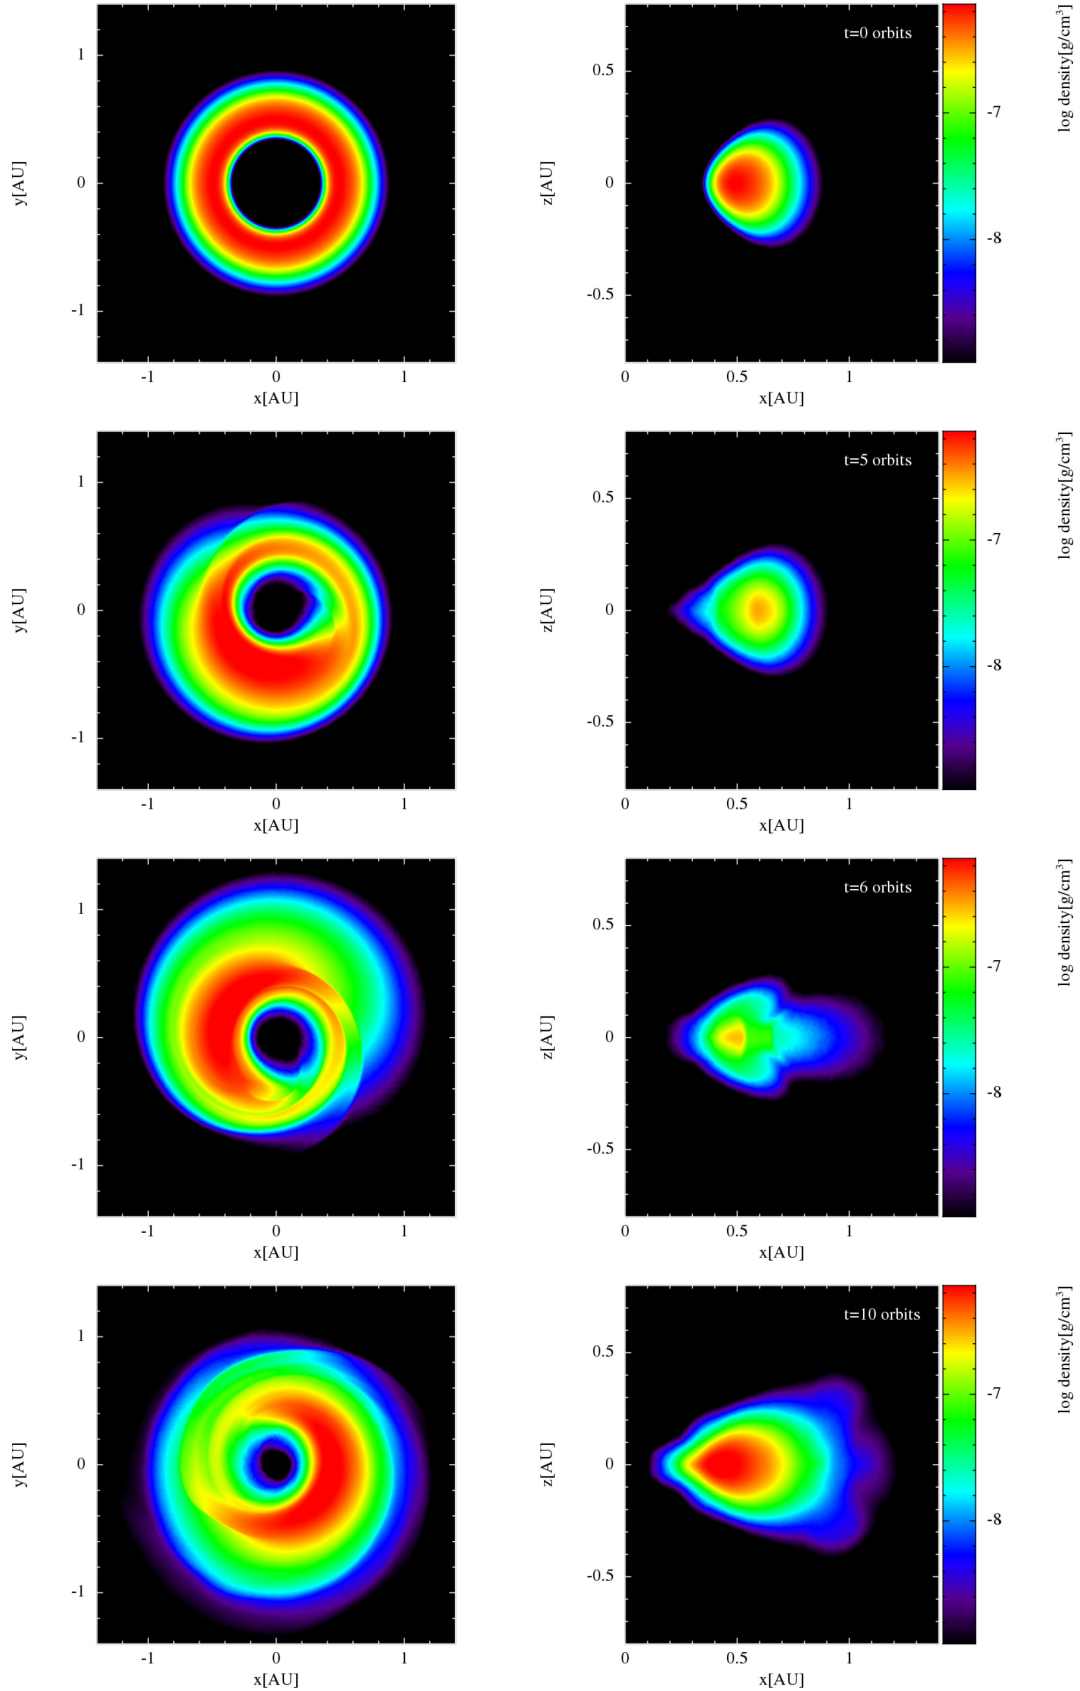 1
0
-1
y[AU]
-1 0 1
x[AU]
t=0 orbits
0.5
0
-0.5
z[AU]
0 0.5 1
x[AU]
-7
-8
log density[g/cm³]
1
0
-1
y[AU]
-1 0 1
x[AU]
t=5 orbits
0.5
0
-0.5
z[AU]
0 0.5 1
x[AU]
-7
-8
log density[g/cm³]
1
0
-1
y[AU]
-1 0 1
x[AU]
t=6 orbits
0.5
0
-0.5
z[AU]
0 0.5 1
x[AU]
-7
-8
log density[g/cm³]
1
0
-1
y[AU]
-1 0 1
x[AU]
t=10 orbits
0.5
0
-0.5
z[AU]
0 0.5 1
x[AU]
-7
-8
log density[g/cm³]